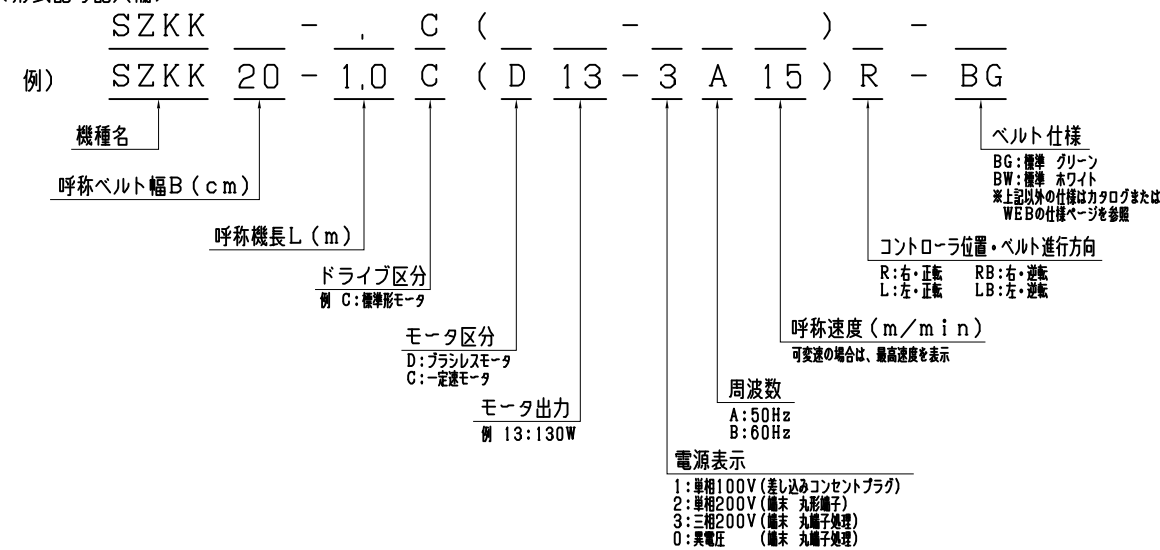 SZKK － . C ( － ) －
例) SZKK 20 － 1.0 C ( D 13 － 3 A 15 ) R － BG
機種名
呼称ベルト幅B(cm)
呼称機長L(m)
ドライブ区分
例 C:標準形モータ
モータ区分
D:ブラシレスモータ
C:一定速モータ
モータ出力
例 13:130W
電源表示
1:単相100V(差し込みコンセントプラグ)
2:単相200V(端末 丸形端子)
3:三相200V(端末 丸端子処理)
0:異電圧 (端末 丸端子処理)
周波数
A:50Hz
B:60Hz
呼称速度(m/min)
可変速の場合は、最高速度を表示
コントローラ位置・ベルト進行方向
R:右・正転 RB:右・逆転
L:左・正転 LB:左・逆転
ベルト仕様
BG:標準 グリーン
BW:標準 ホワイト
※上記以外の仕様はカタログまたは
WEBの仕様ページを参照